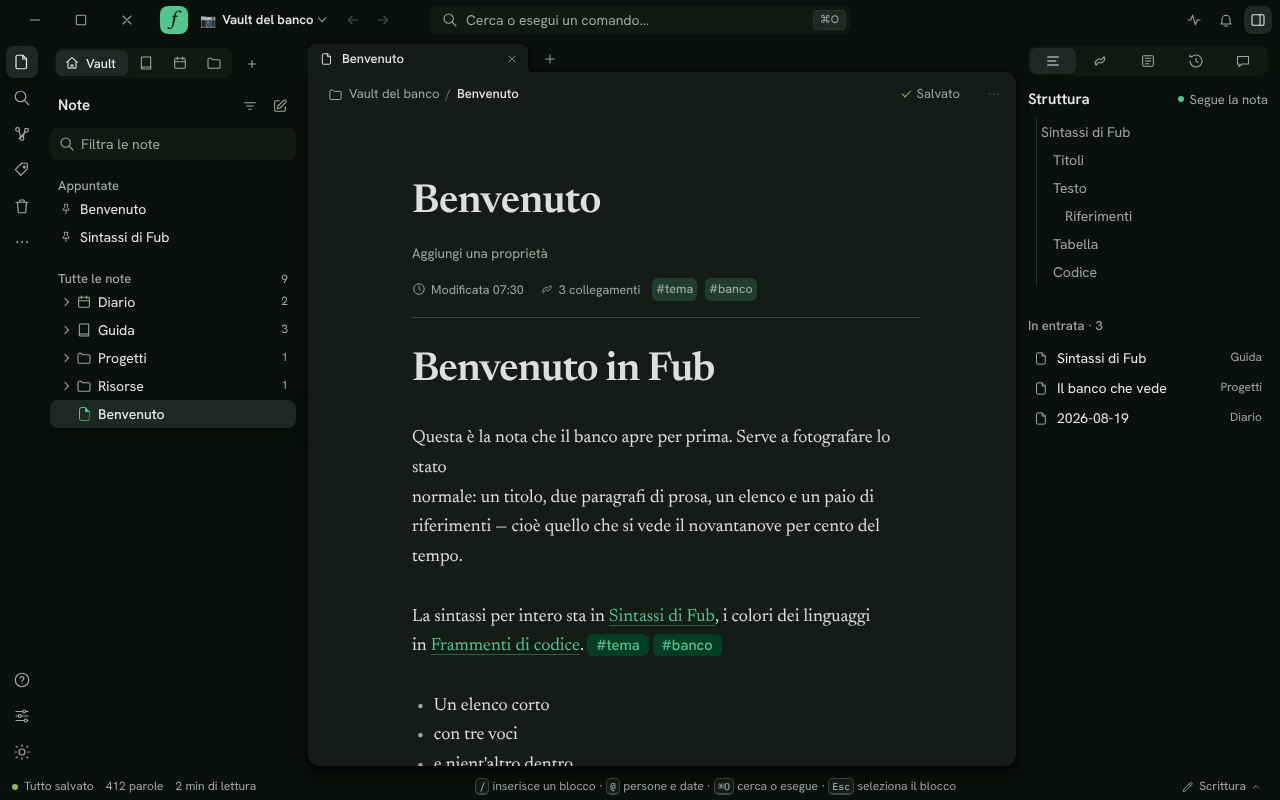 f 📷 Vault del banco
Cerca o esegui un comando… ⌘O
Vault
Note
Filtra le note
Appuntate
Benvenuto
Sintassi di Fub
Tutte le note 9
Diario 2
Guida 3
Progetti 1
Risorse 1
Benvenuto
Benvenuto
Vault del banco / Benvenuto
Salvato
Benvenuto
Aggiungi una proprietà
Modificata 07:30 3 collegamenti #tema #banco
Benvenuto in Fub
Questa è la nota che il banco apre per prima. Serve a fotografare lo
stato
normale: un titolo, due paragrafi di prosa, un elenco e un paio di
riferimenti — cioè quello che si vede il novantanove per cento del
tempo.
La sintassi per intero sta in Sintassi di Fub, i colori dei linguaggi
in Frammenti di codice. #tema #banco
• Un elenco corto
• con tre voci
• e nient'altro dentro
Struttura
Segue la nota
Sintassi di Fub
Titoli
Testo
Riferimenti
Tabella
Codice
In entrata · 3
Sintassi di Fub Guida
Il banco che vede Progetti
2026-08-19 Diario
Tutto salvato 412 parole 2 min di lettura
/ inserisce un blocco · @ persone e date · ⌘O cerca o esegue · Esc seleziona il blocco
Scrittura